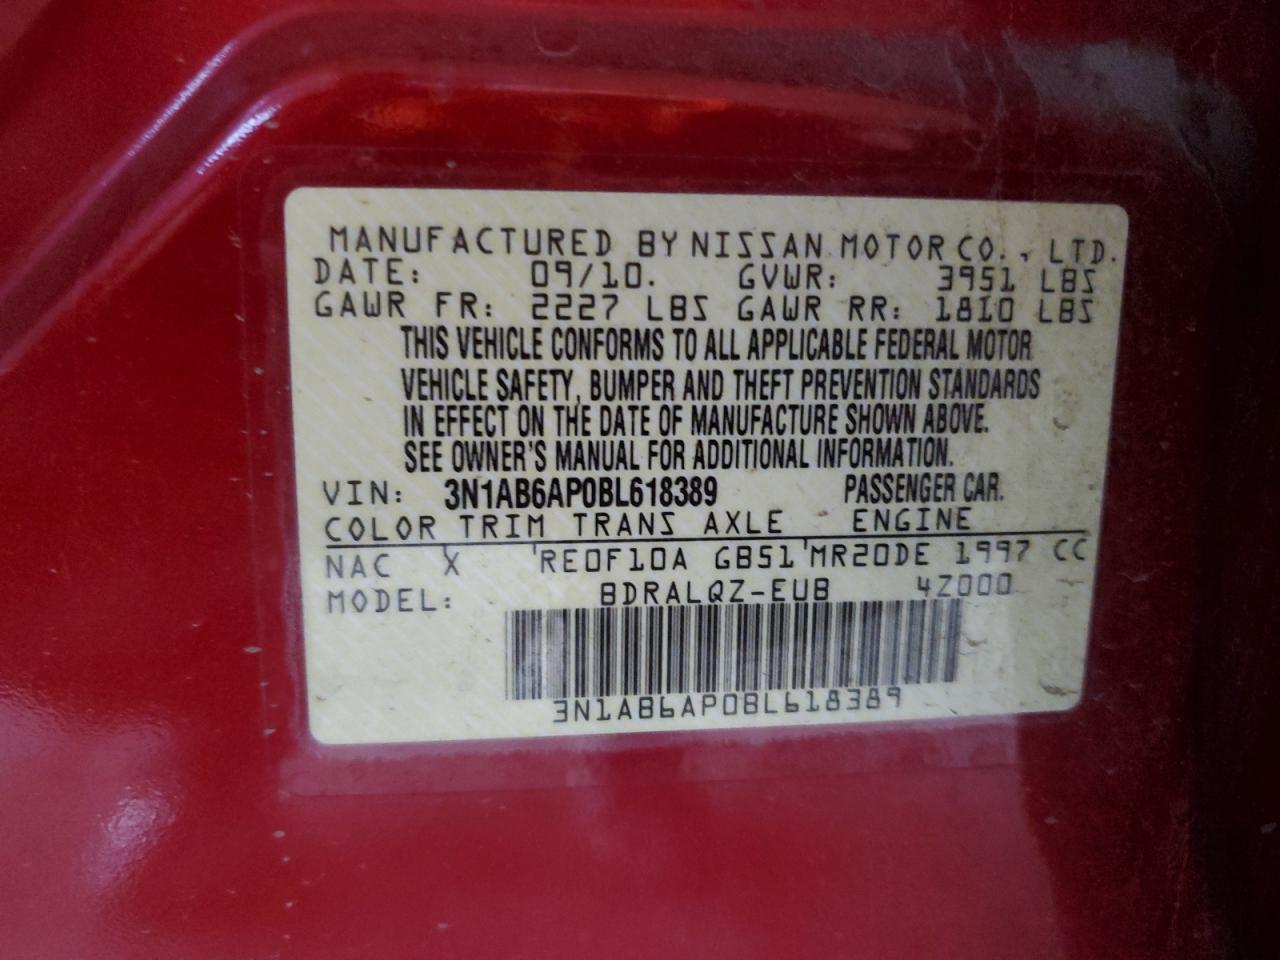 MANUFACTURED BY NISSAN MOTOR CO., LTD.
DATE: 09/10. GVWR: 3951 LBS
GAWR FR: 2227 LBS GAWR RR: 1810 LBS
THIS VEHICLE CONFORMS TO ALL APPLICABLE FEDERAL MOTOR
VEHICLE SAFETY, BUMPER AND THEFT PREVENTION STANDARDS
IN EFFECT ON THE DATE OF MANUFACTURE SHOWN ABOVE.
SEE OWNER'S MANUAL FOR ADDITIONAL INFORMATION.
VIN: 3N1AB6AP0BL618389 PASSENGER CAR.
COLOR TRIM TRANS AXLE ENGINE
NAC X RE0F10A GB51 MR20DE 1997 CC
MODEL: BDRALQZ-EUB 4Z000
3N1AB6AP0BL618389